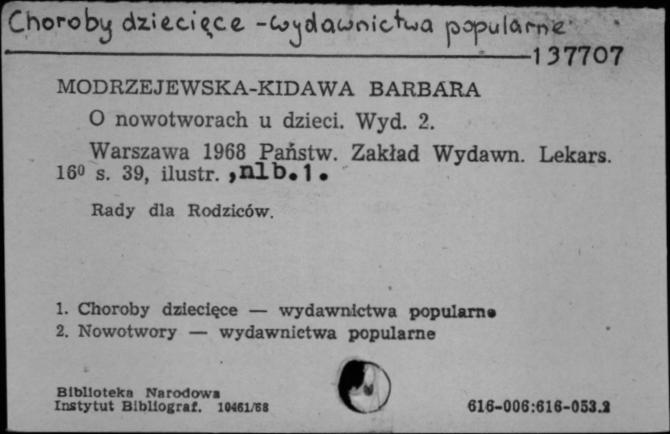 Choroby dziecięce - wydawnictwa popularne
137707
MODRZEJEWSKA-KIDAWA BARBARA
O nowotworach u dzieci. Wyd. 2.
Warszawa 1968 Państw. Zakład Wydawn. Lekars.
16⁰ s. 39, ilustr. ,nlb.1.
Rady dla Rodziców.
1. Choroby dziecięce — wydawnictwa popularne
2. Nowotwory — wydawnictwa popularne
Biblioteka Narodowa
Instytut Bibliograf. 10461/68
616-006:616-053.2